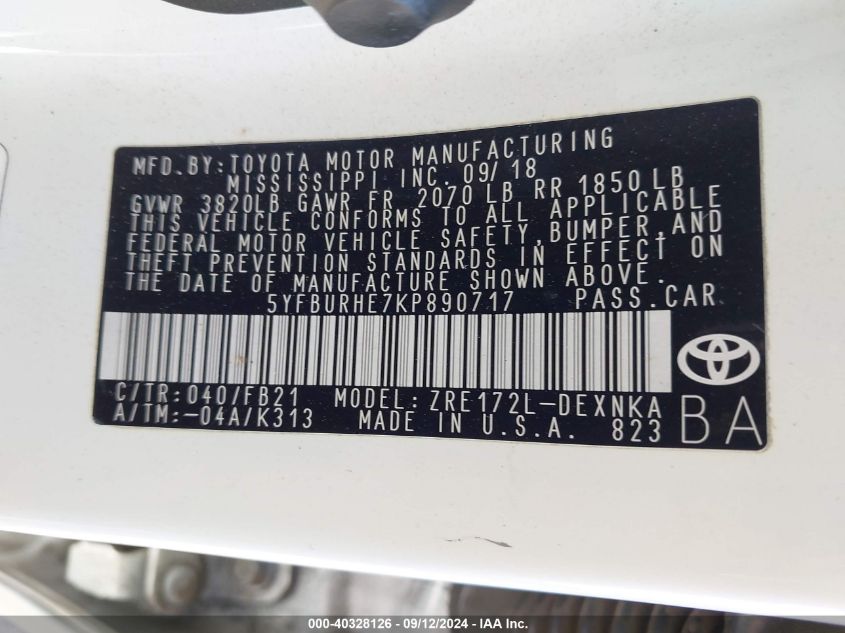 MFD.BY:TOYOTA MOTOR MANUFACTURING
MISSISSIPPI INC. 09/18
GVWR 3820LB GAWR FR 2070 LB RR 1850 LB
THIS VEHICLE CONFORMS TO ALL APPLICABLE
FEDERAL MOTOR VEHICLE SAFETY,BUMPER,AND
THEFT PREVENTION STANDARDS IN EFFECT ON
THE DATE OF MANUFACTURE SHOWN ABOVE.
5YFBURHE7KP890717 PASS.CAR
C/TR:040/FB21 MODEL:ZRE172L-DEXNKA
A/TM:-04A/K313 MADE IN U.S.A. 823
BA
000-40328126 - 09/12/2024 - IAA Inc.